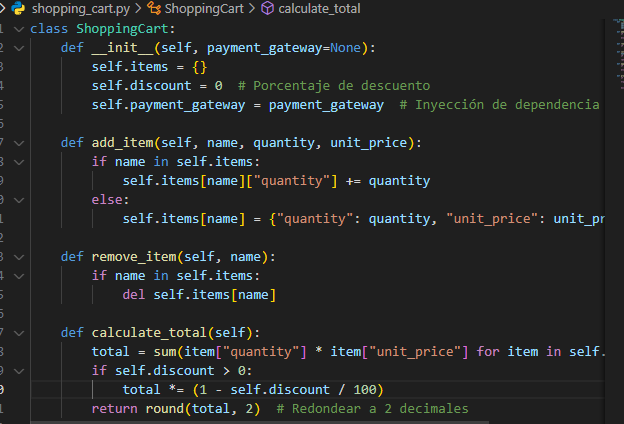 shopping_cart.py > ShoppingCart > calculate_total
class ShoppingCart:
    def __init__(self, payment_gateway=None):
        self.items = {}
        self.discount = 0  # Porcentaje de descuento
        self.payment_gateway = payment_gateway  # Inyección de dependencia
    def add_item(self, name, quantity, unit_price):
        if name in self.items:
            self.items[name]["quantity"] += quantity
        else:
            self.items[name] = {"quantity": quantity, "unit_price": unit_pr
    def remove_item(self, name):
        if name in self.items:
            del self.items[name]
    def calculate_total(self):
        total = sum(item["quantity"] * item["unit_price"] for item in self.
        if self.discount > 0:
            total *= (1 - self.discount / 100)
        return round(total, 2)  # Redondear a 2 decimales